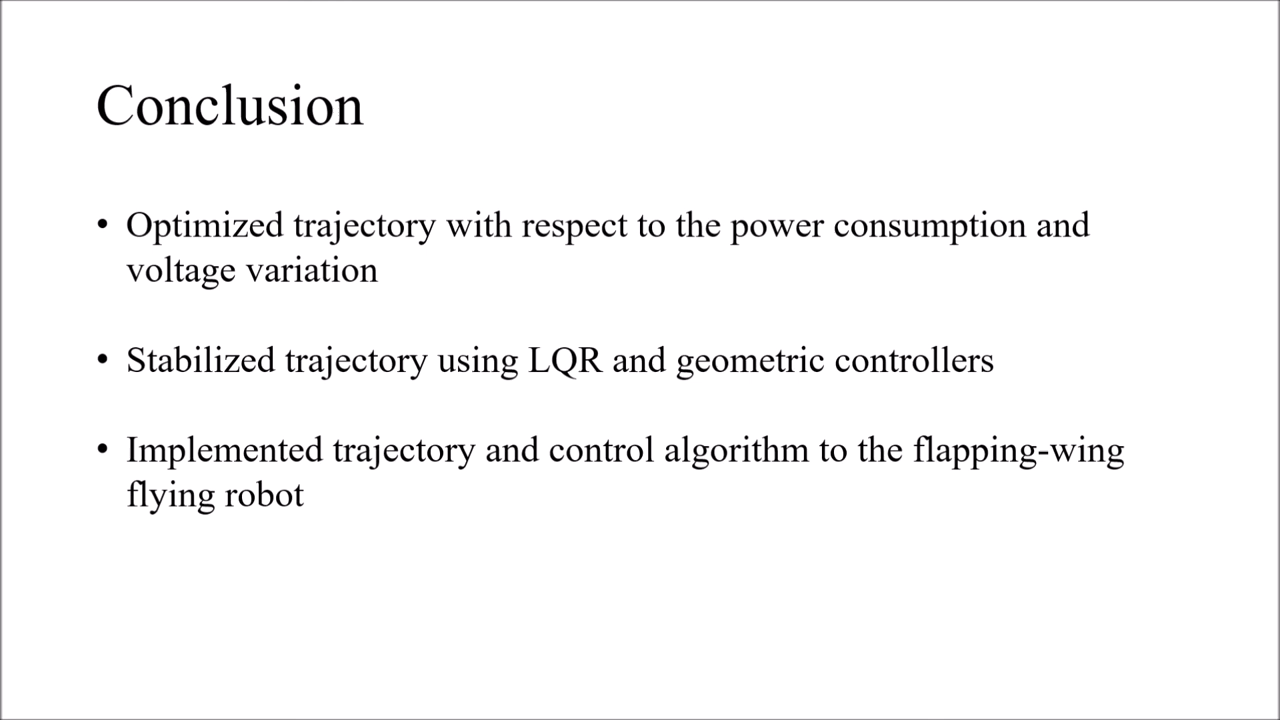 Conclusion
• Optimized trajectory with respect to the power consumption and
voltage variation
• Stabilized trajectory using LQR and geometric controllers
• Implemented trajectory and control algorithm to the flapping-wing
flying robot